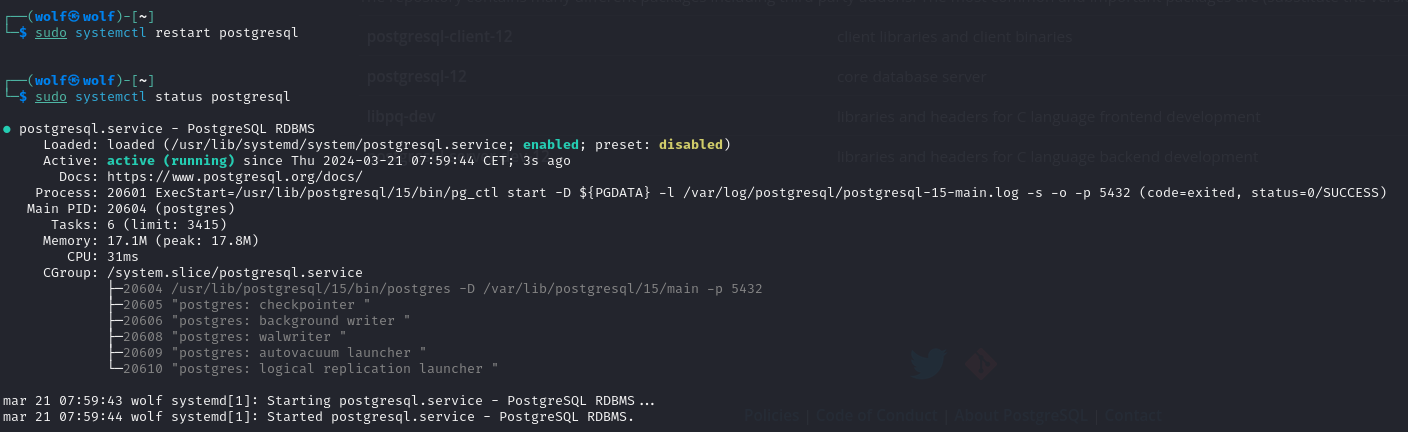 ┌──(wolf㉿wolf)-[~]
└─$ sudo systemctl restart postgresql
┌──(wolf㉿wolf)-[~]
└─$ sudo systemctl status postgresql
● postgresql.service - PostgreSQL RDBMS
Loaded: loaded (/usr/lib/systemd/system/postgresql.service; enabled; preset: disabled)
Active: active (running) since Thu 2024-03-21 07:59:44 CET; 3s ago
Docs: https://www.postgresql.org/docs/
Process: 20601 ExecStart=/usr/lib/postgresql/15/bin/pg_ctl start -D ${PGDATA} -l /var/log/postgresql/postgresql-15-main.log -s -o -p 5432 (code=exited, status=0/SUCCESS)
Main PID: 20604 (postgres)
Tasks: 6 (limit: 3415)
Memory: 17.1M (peak: 17.8M)
CPU: 31ms
CGroup: /system.slice/postgresql.service
├─20604 /usr/lib/postgresql/15/bin/postgres -D /var/lib/postgresql/15/main -p 5432
├─20605 "postgres: checkpointer "
├─20606 "postgres: background writer "
├─20608 "postgres: walwriter "
├─20609 "postgres: autovacuum launcher "
└─20610 "postgres: logical replication launcher "
mar 21 07:59:43 wolf systemd[1]: Starting postgresql.service - PostgreSQL RDBMS...
mar 21 07:59:44 wolf systemd[1]: Started postgresql.service - PostgreSQL RDBMS.
postgresql-client-12 client libraries and client binaries
postgresql-12 core database server
libpq-dev libraries and headers for C language frontend development
libraries and headers for C language backend development
Policies | Code of Conduct | About PostgreSQL | Contact